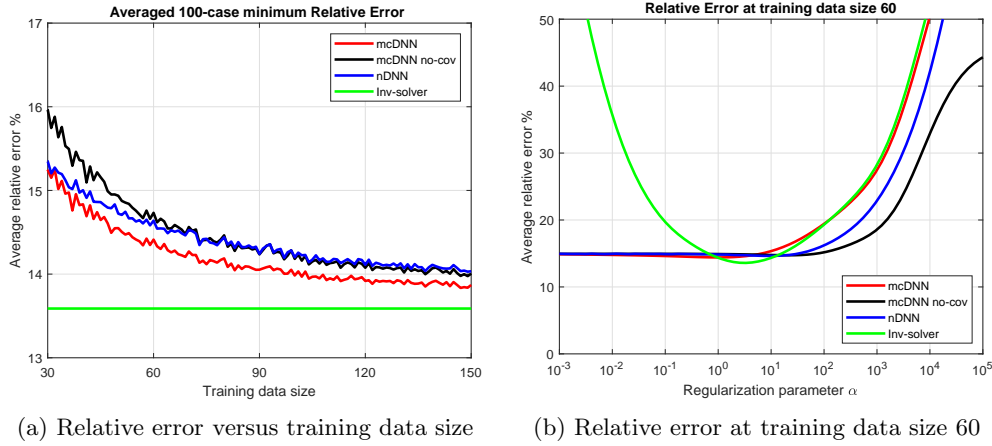 Averaged 100-case minimum Relative Error
17
16
15
14
13
Average relative error %
mcDNN
mcDNN no-cov
nDNN
Inv-solver
30
60
90
120
150
Training data size
(a) Relative error versus training data size
Relative Error at training data size 60
50
40
30
20
10
0
Average relative error %
mcDNN
mcDNN no-cov
nDNN
Inv-solver
10^-3
10^-2
10^-1
10^0
10^1
10^2
10^3
10^4
10^5
Regularization parameter α
(b) Relative error at training data size 60